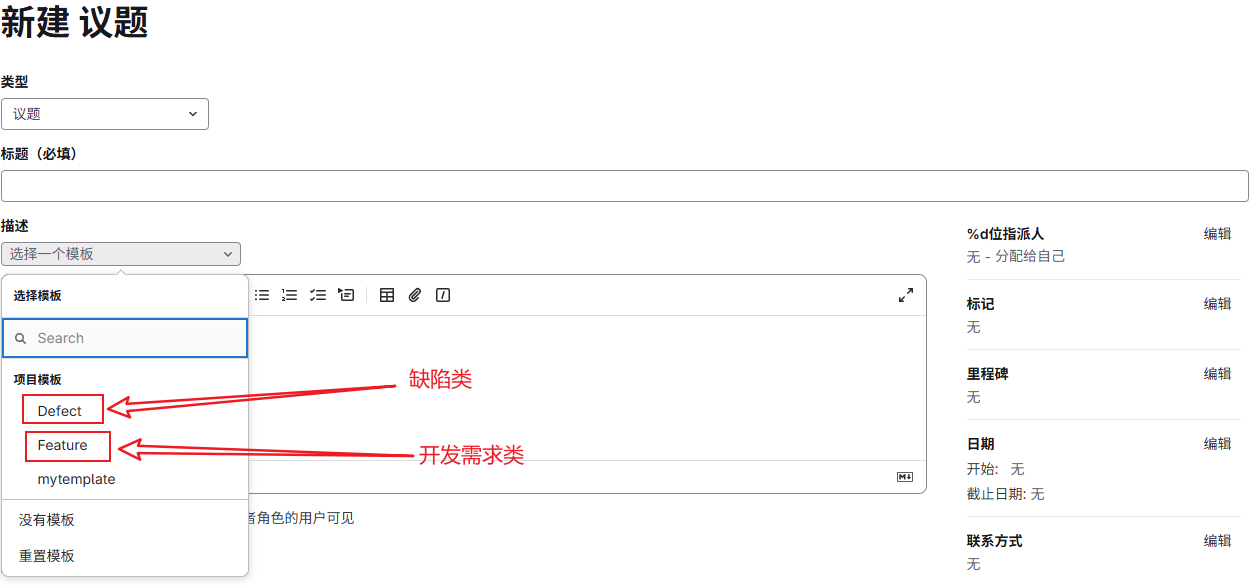 新建 议题
类型
议题
标题（必填）
描述
选择一个模板
选择模板
Search
项目模板
Defect
Feature
mytemplate
没有模板
重置模板
缺陷类
开发需求类
者角色的用户可见
%d位指派人
编辑
无 - 分配给自己
标记
编辑
无
里程碑
编辑
无
日期
编辑
开始: 无
截止日期: 无
联系方式
编辑
无